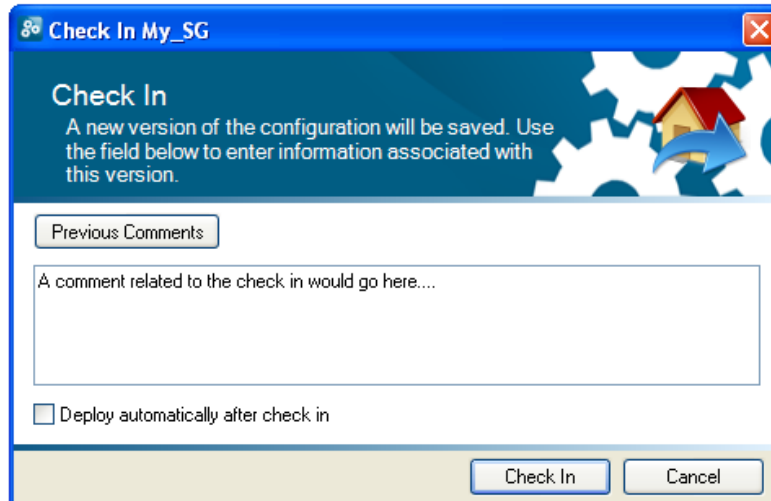 Check In My_SG
Check In
A new version of the configuration will be saved. Use
the field below to enter information associated with
this version.
Previous Comments
A comment related to the check in would go here....
Deploy automatically after check in
Check In
Cancel